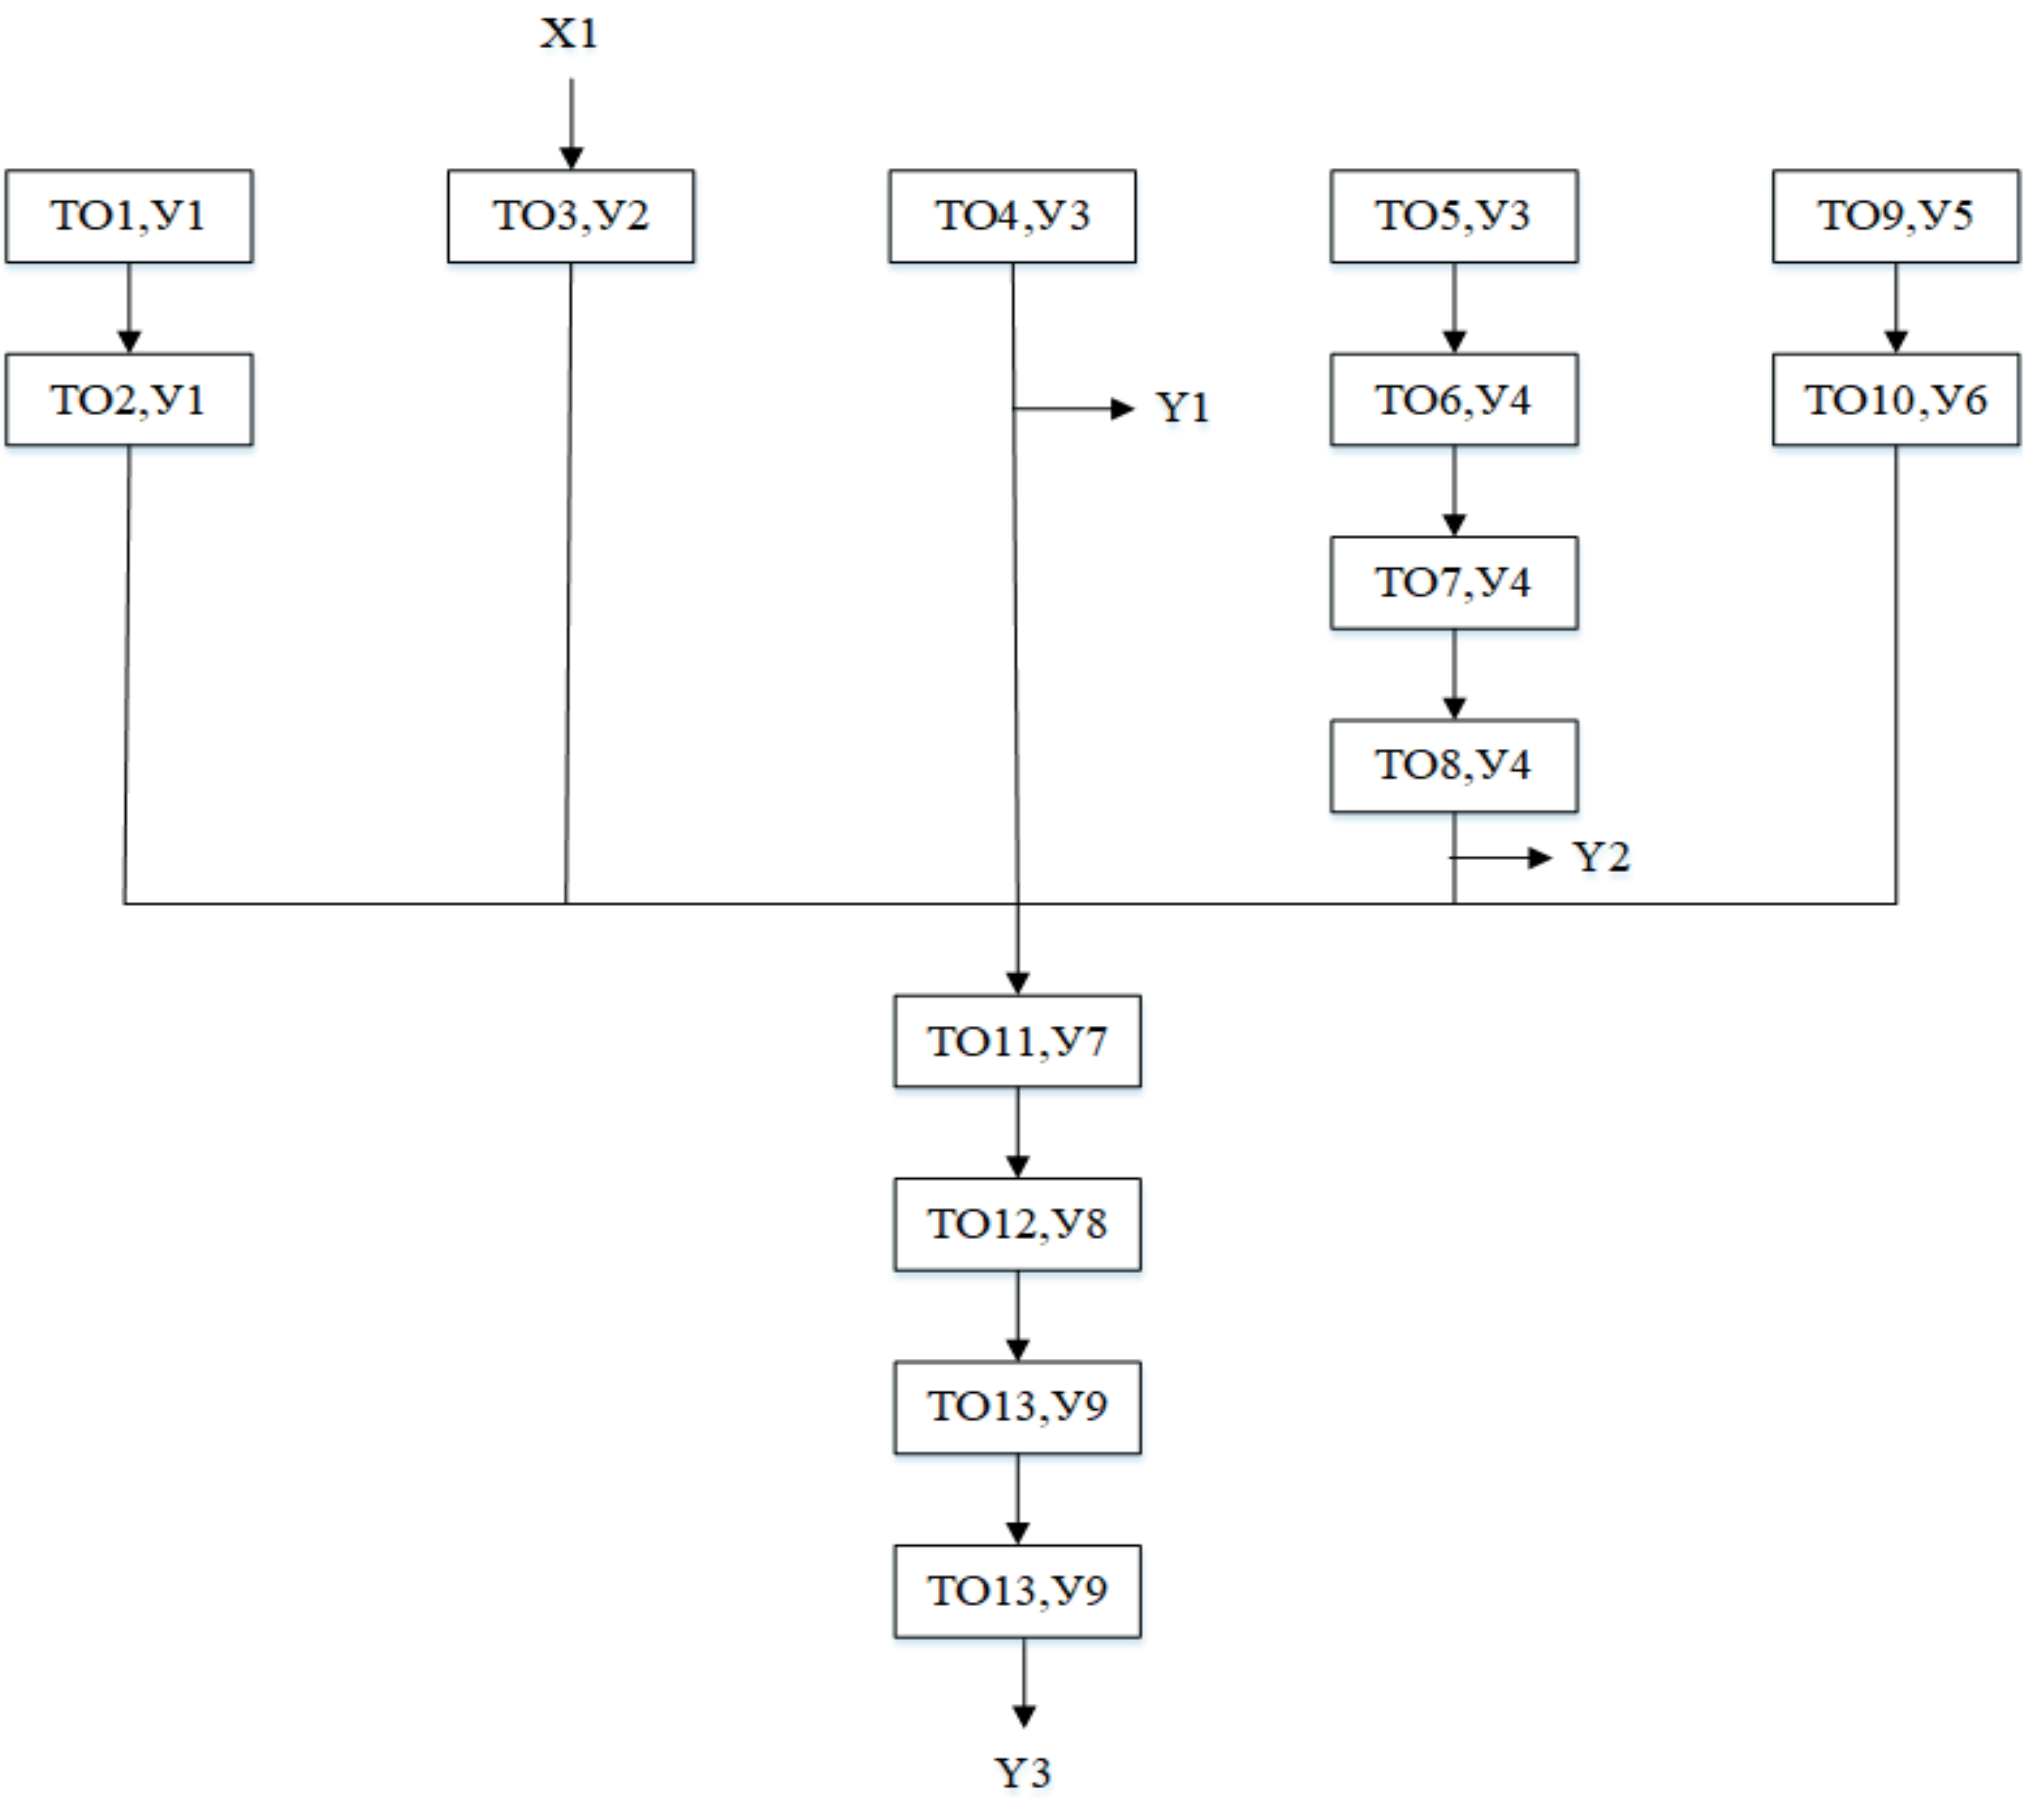 X1
ТО1,У1
ТО3,У2
ТО4,У3
ТО5,У3
ТО9,У5
ТО2,У1
Y1
ТО6,У4
ТО10,У6
ТО7,У4
ТО8,У4
Y2
ТО11,У7
ТО12,У8
ТО13,У9
ТО13,У9
Y3